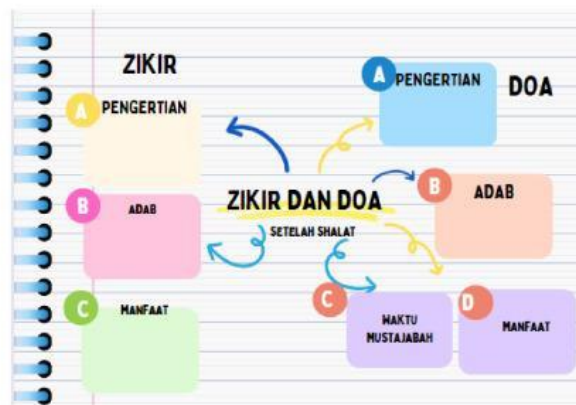 ZIKIR
A
PENGERTIAN
B
ADAB
C
MANFAAT
ZIKIR DAN DOA
SETELAH SHALAT
DOA
A
PENGERTIAN
B
ADAB
C
WAKTU
MUSTAJABAH
D
MANFAAT